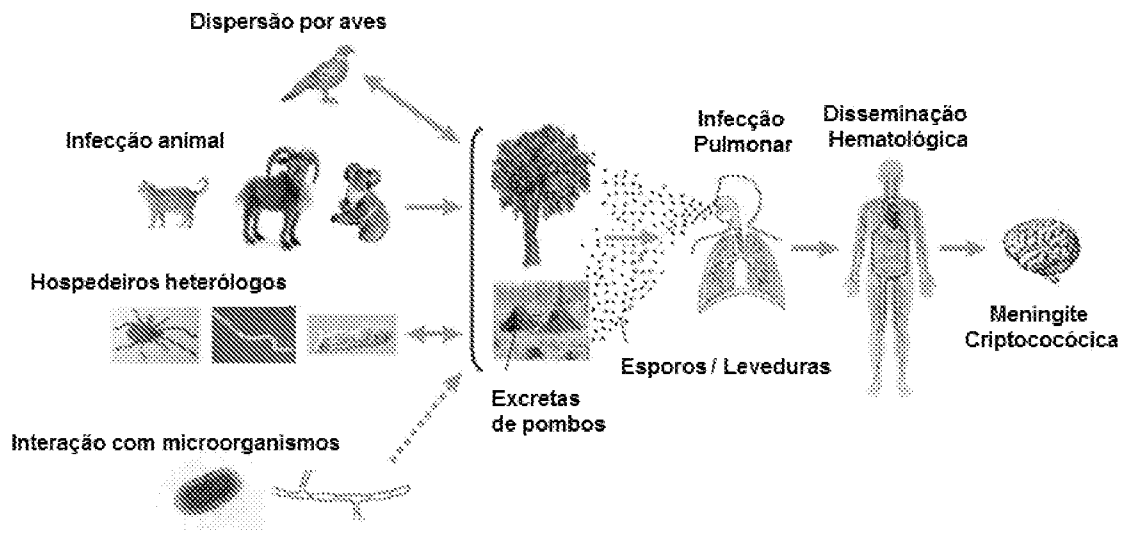 Dispersão por aves
Infecção animal
Hospedeiros heterólogos
Interação com microorganismos
Excretas
de pombos
Esporos / Leveduras
Infecção
Pulmonar
Disseminação
Hematológica
Meningite
Criptococócica